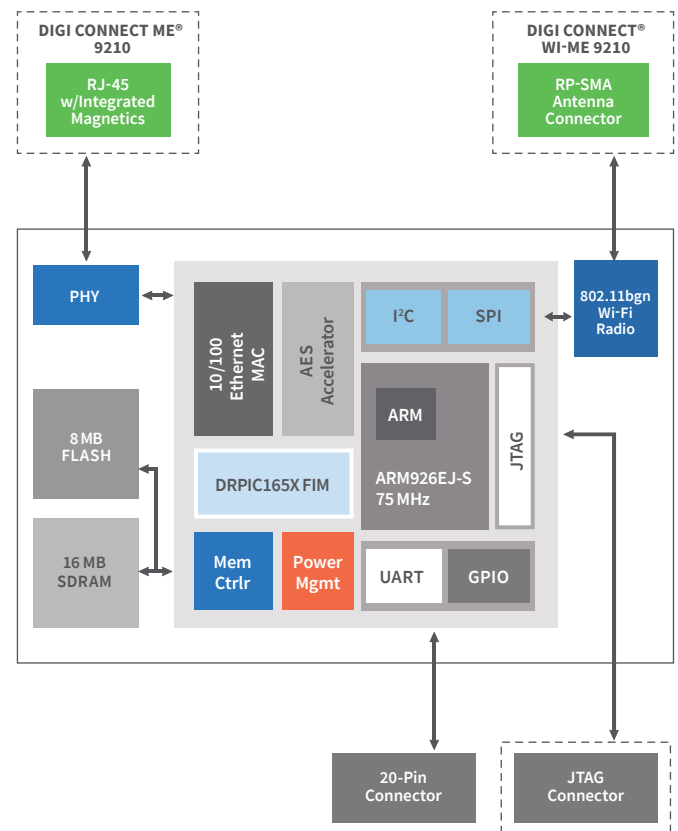 DIGI CONNECT ME®
9210
RJ-45
w/Integrated
Magnetics
DIGI CONNECT®
WI-ME 9210
RP-SMA
Antenna
Connector
PHY
10/100
Ethernet
MAC
AES
Accelerator
I²C
SPI
802.11bgn
Wi-Fi
Radio
8 MB
FLASH
ARM
ARM926EJ-S
75 MHz
JTAG
DRPIC165X FIM
16 MB
SDRAM
Mem
Ctrlr
Power
Mgmt
UART
GPIO
20-Pin
Connector
JTAG
Connector